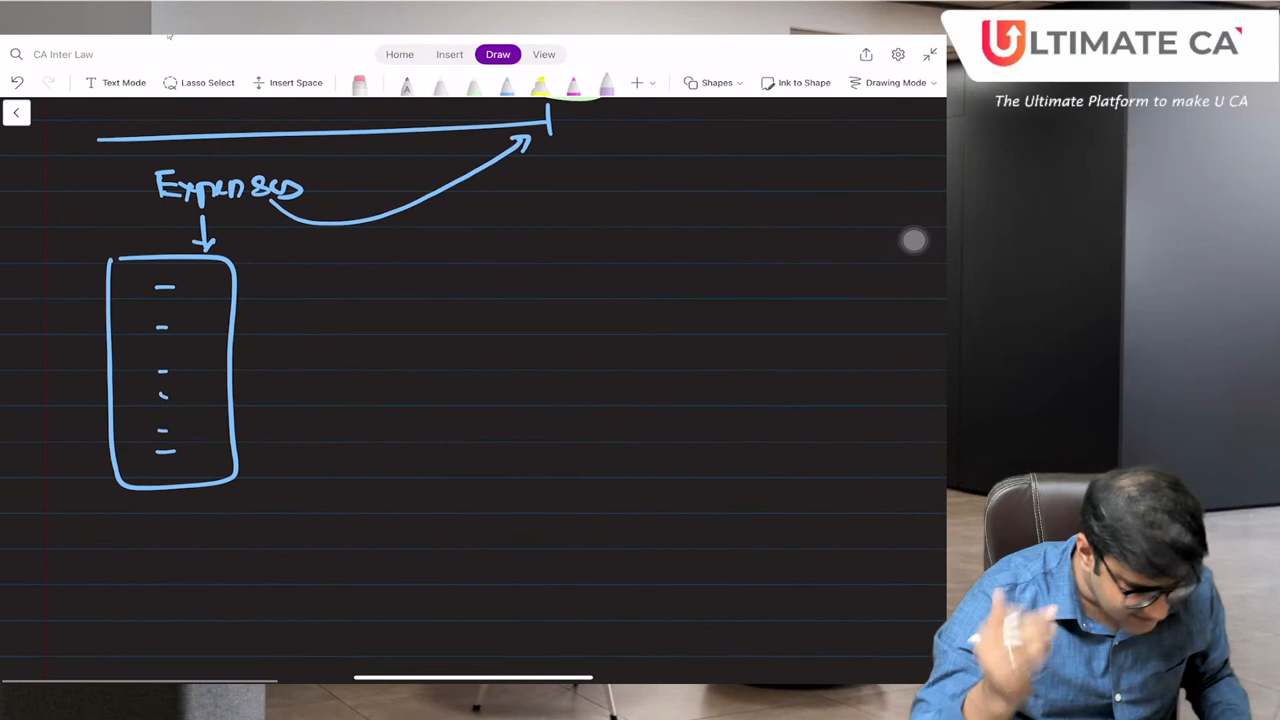 ULTIMATE CA
The Ultimate Platform to make U CA
CA Inter Law
Home Insert Draw View
Text Mode Lasso Select Insert Space Shapes Ink to Shape Drawing Mode
Expenses